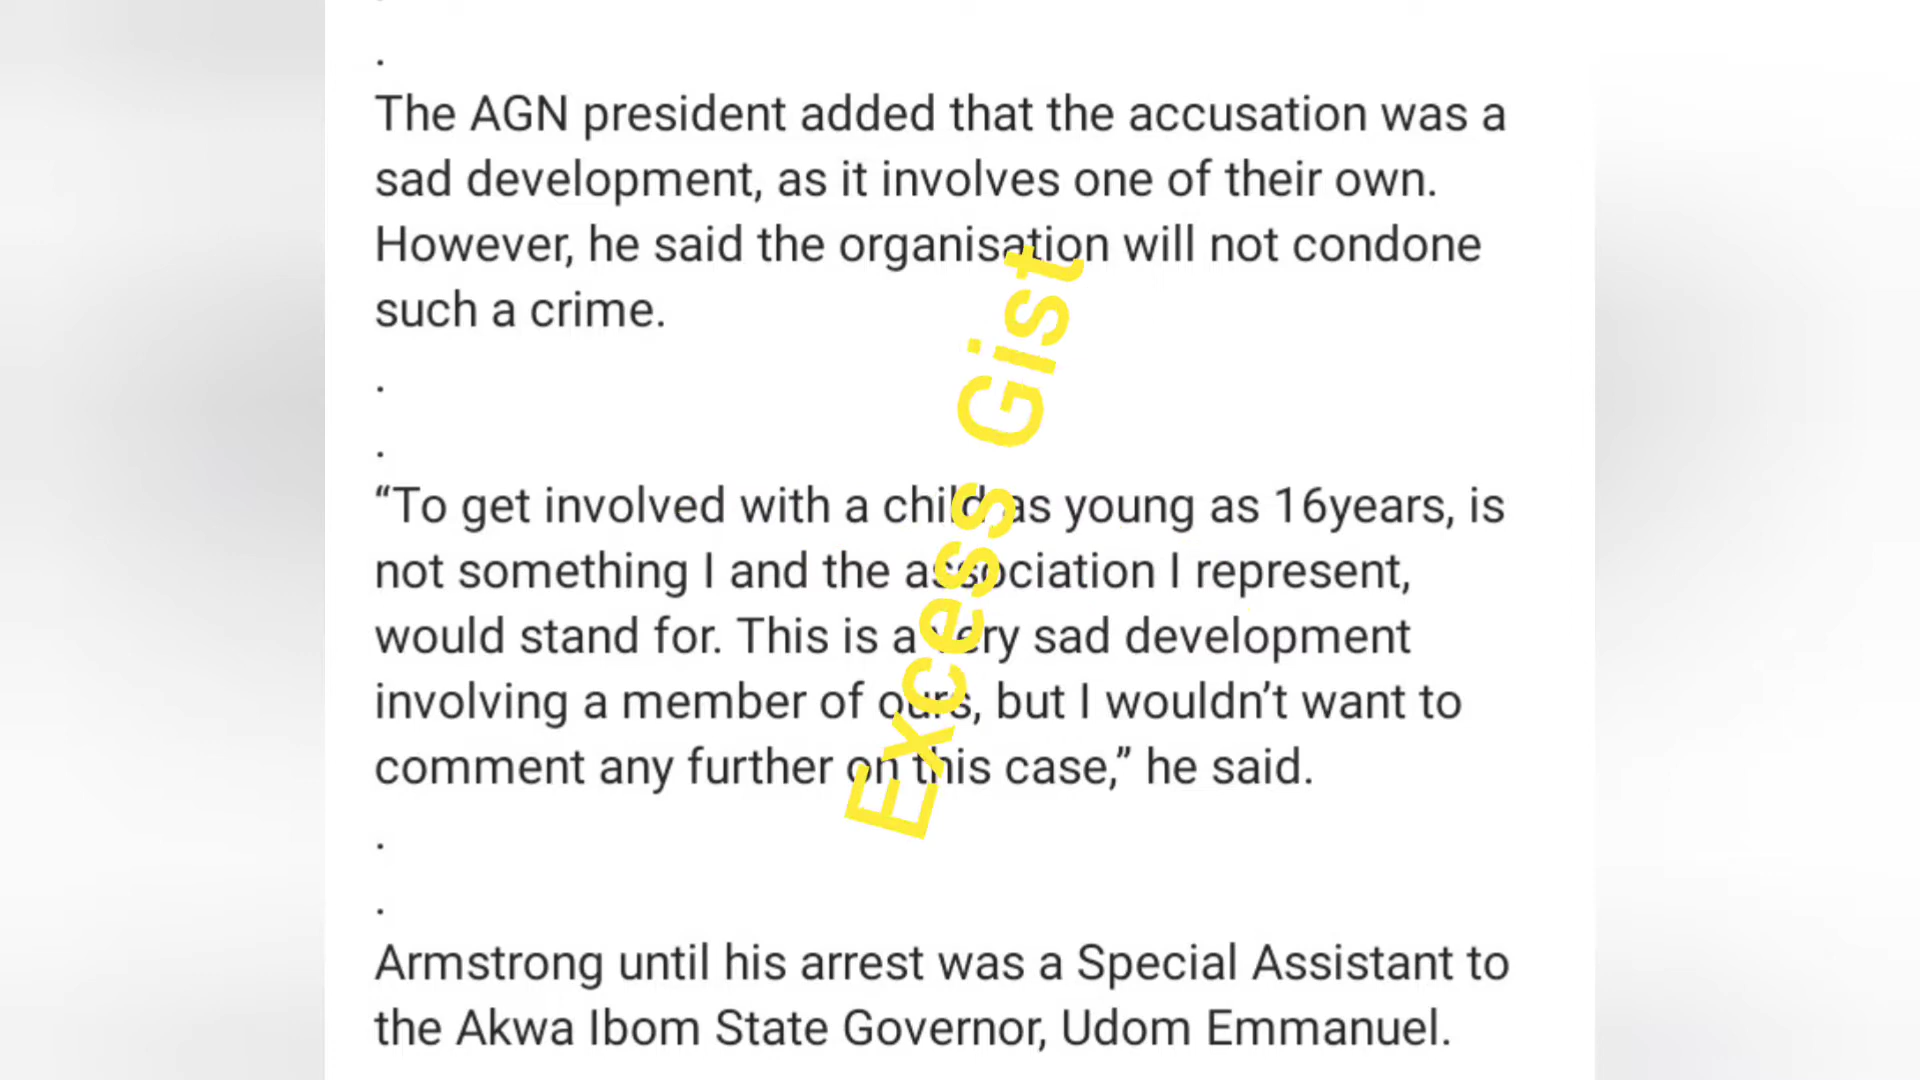 .
The AGN president added that the accusation was a
sad development, as it involves one of their own.
However, he said the organisation will not condone
such a crime.
.
.
“To get involved with a child as young as 16years, is
not something I and the association I represent,
would stand for. This is a very sad development
involving a member of ours, but I wouldn’t want to
comment any further on this case,” he said.
.
.
Armstrong until his arrest was a Special Assistant to
the Akwa Ibom State Governor, Udom Emmanuel.
Excess Gist